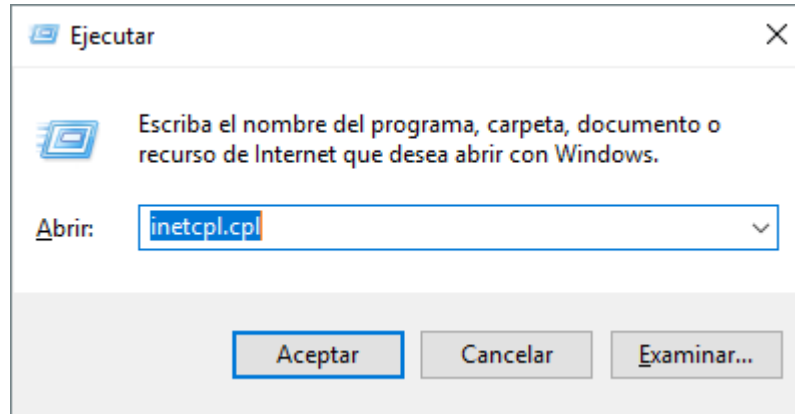 Ejecutar
Escriba el nombre del programa, carpeta, documento o
recurso de Internet que desea abrir con Windows.
Abrir: inetcpl.cpl
Aceptar Cancelar Examinar...